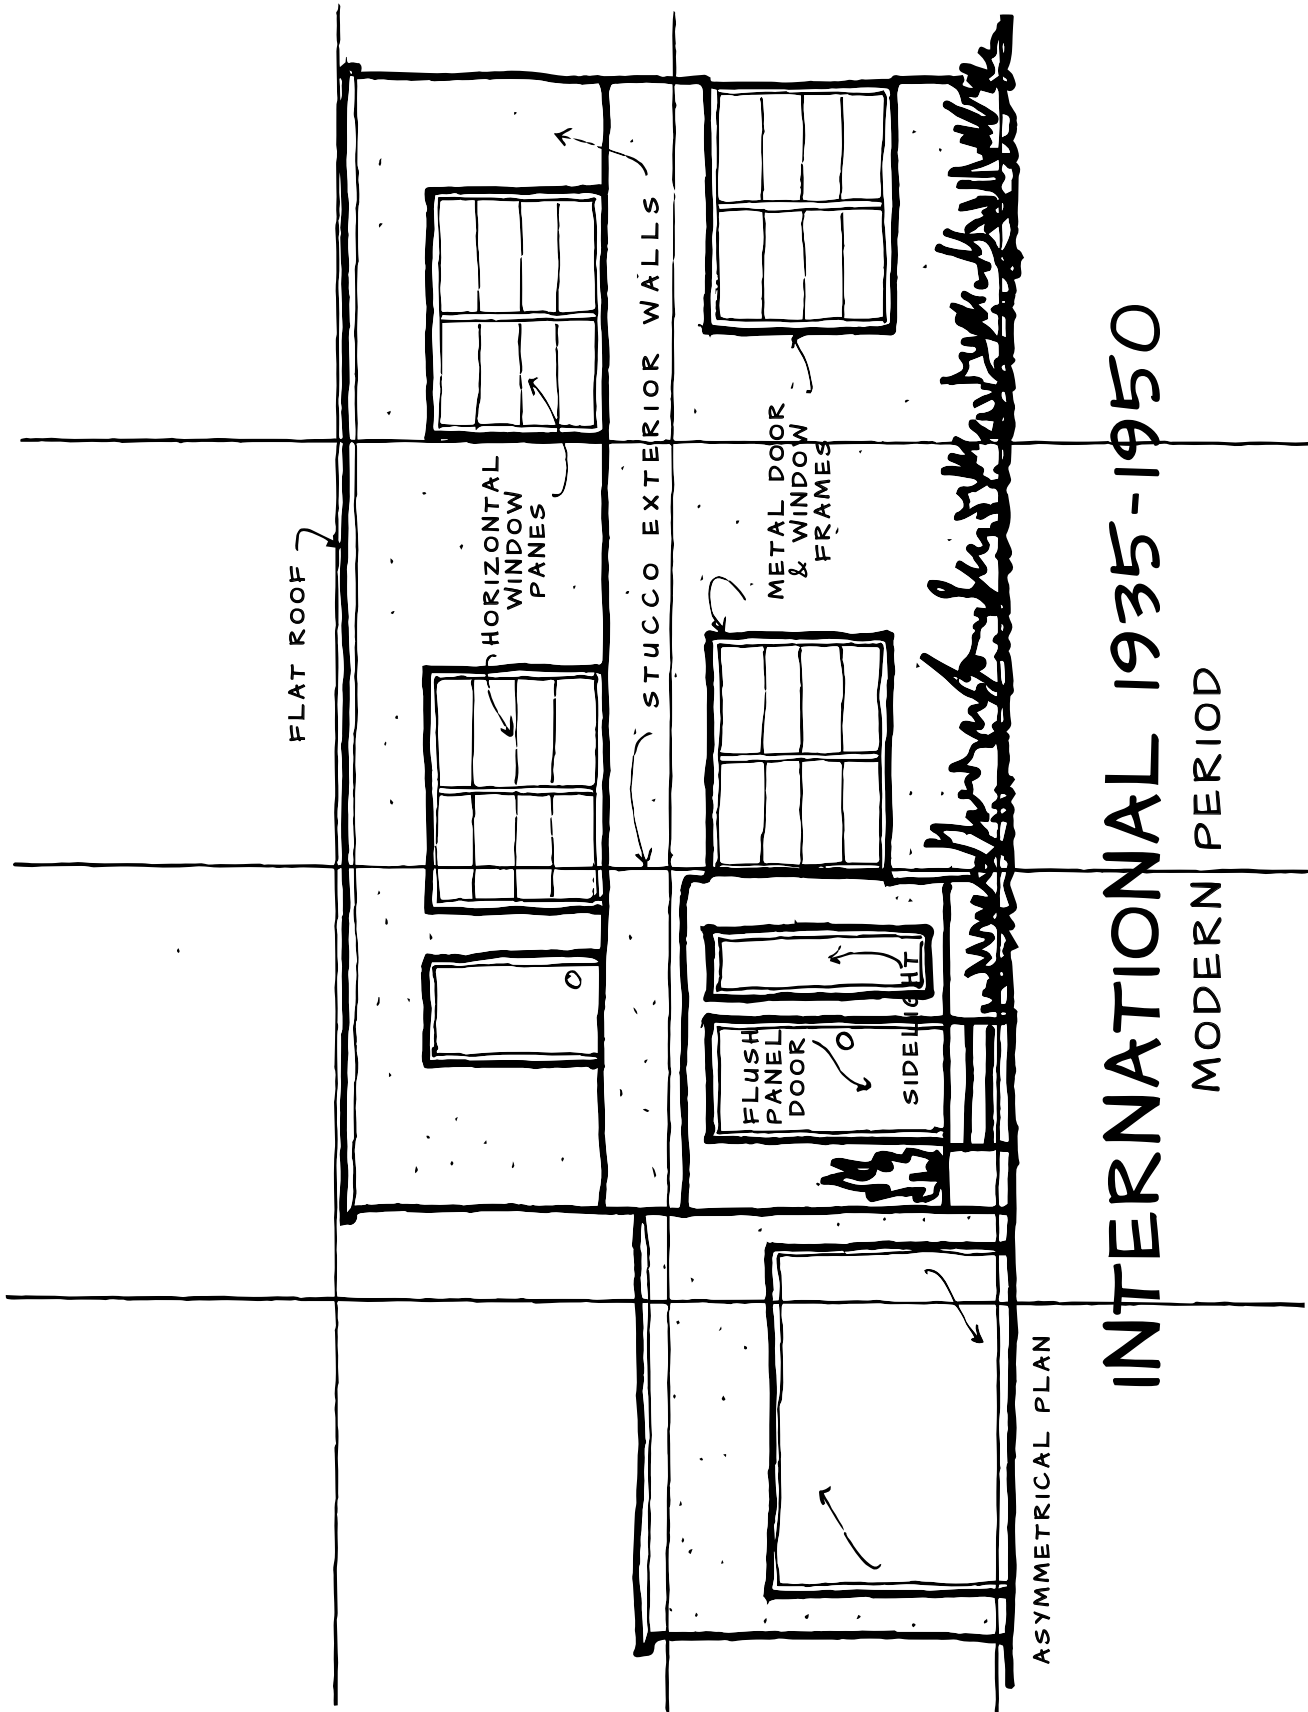 FLAT ROOF
HORIZONTAL
WINDOW
PANES
STUCCO EXTERIOR WALLS
METAL DOOR
& WINDOW
FRAMES
FLUSH
PANEL
DOOR
SIDELIGHT
ASYMMETRICAL PLAN
INTERNATIONAL 1935-1950
MODERN PERIOD